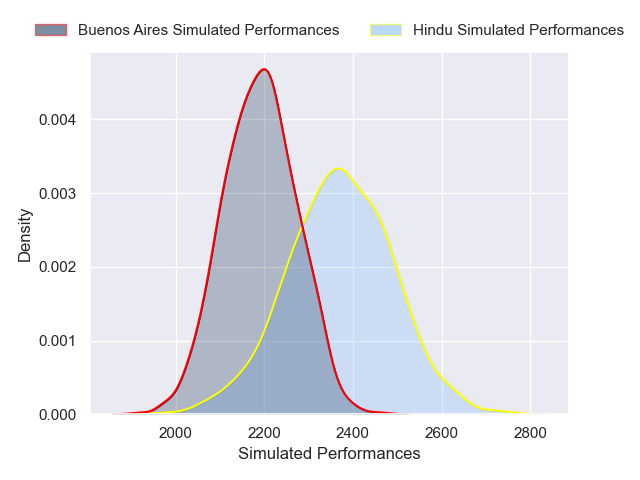 Buenos Aires Simulated Performances Hindu Simulated Performances
0.004
0.003
0.002
0.001
0.000
Density
2000 2200 2400 2600 2800
Simulated Performances